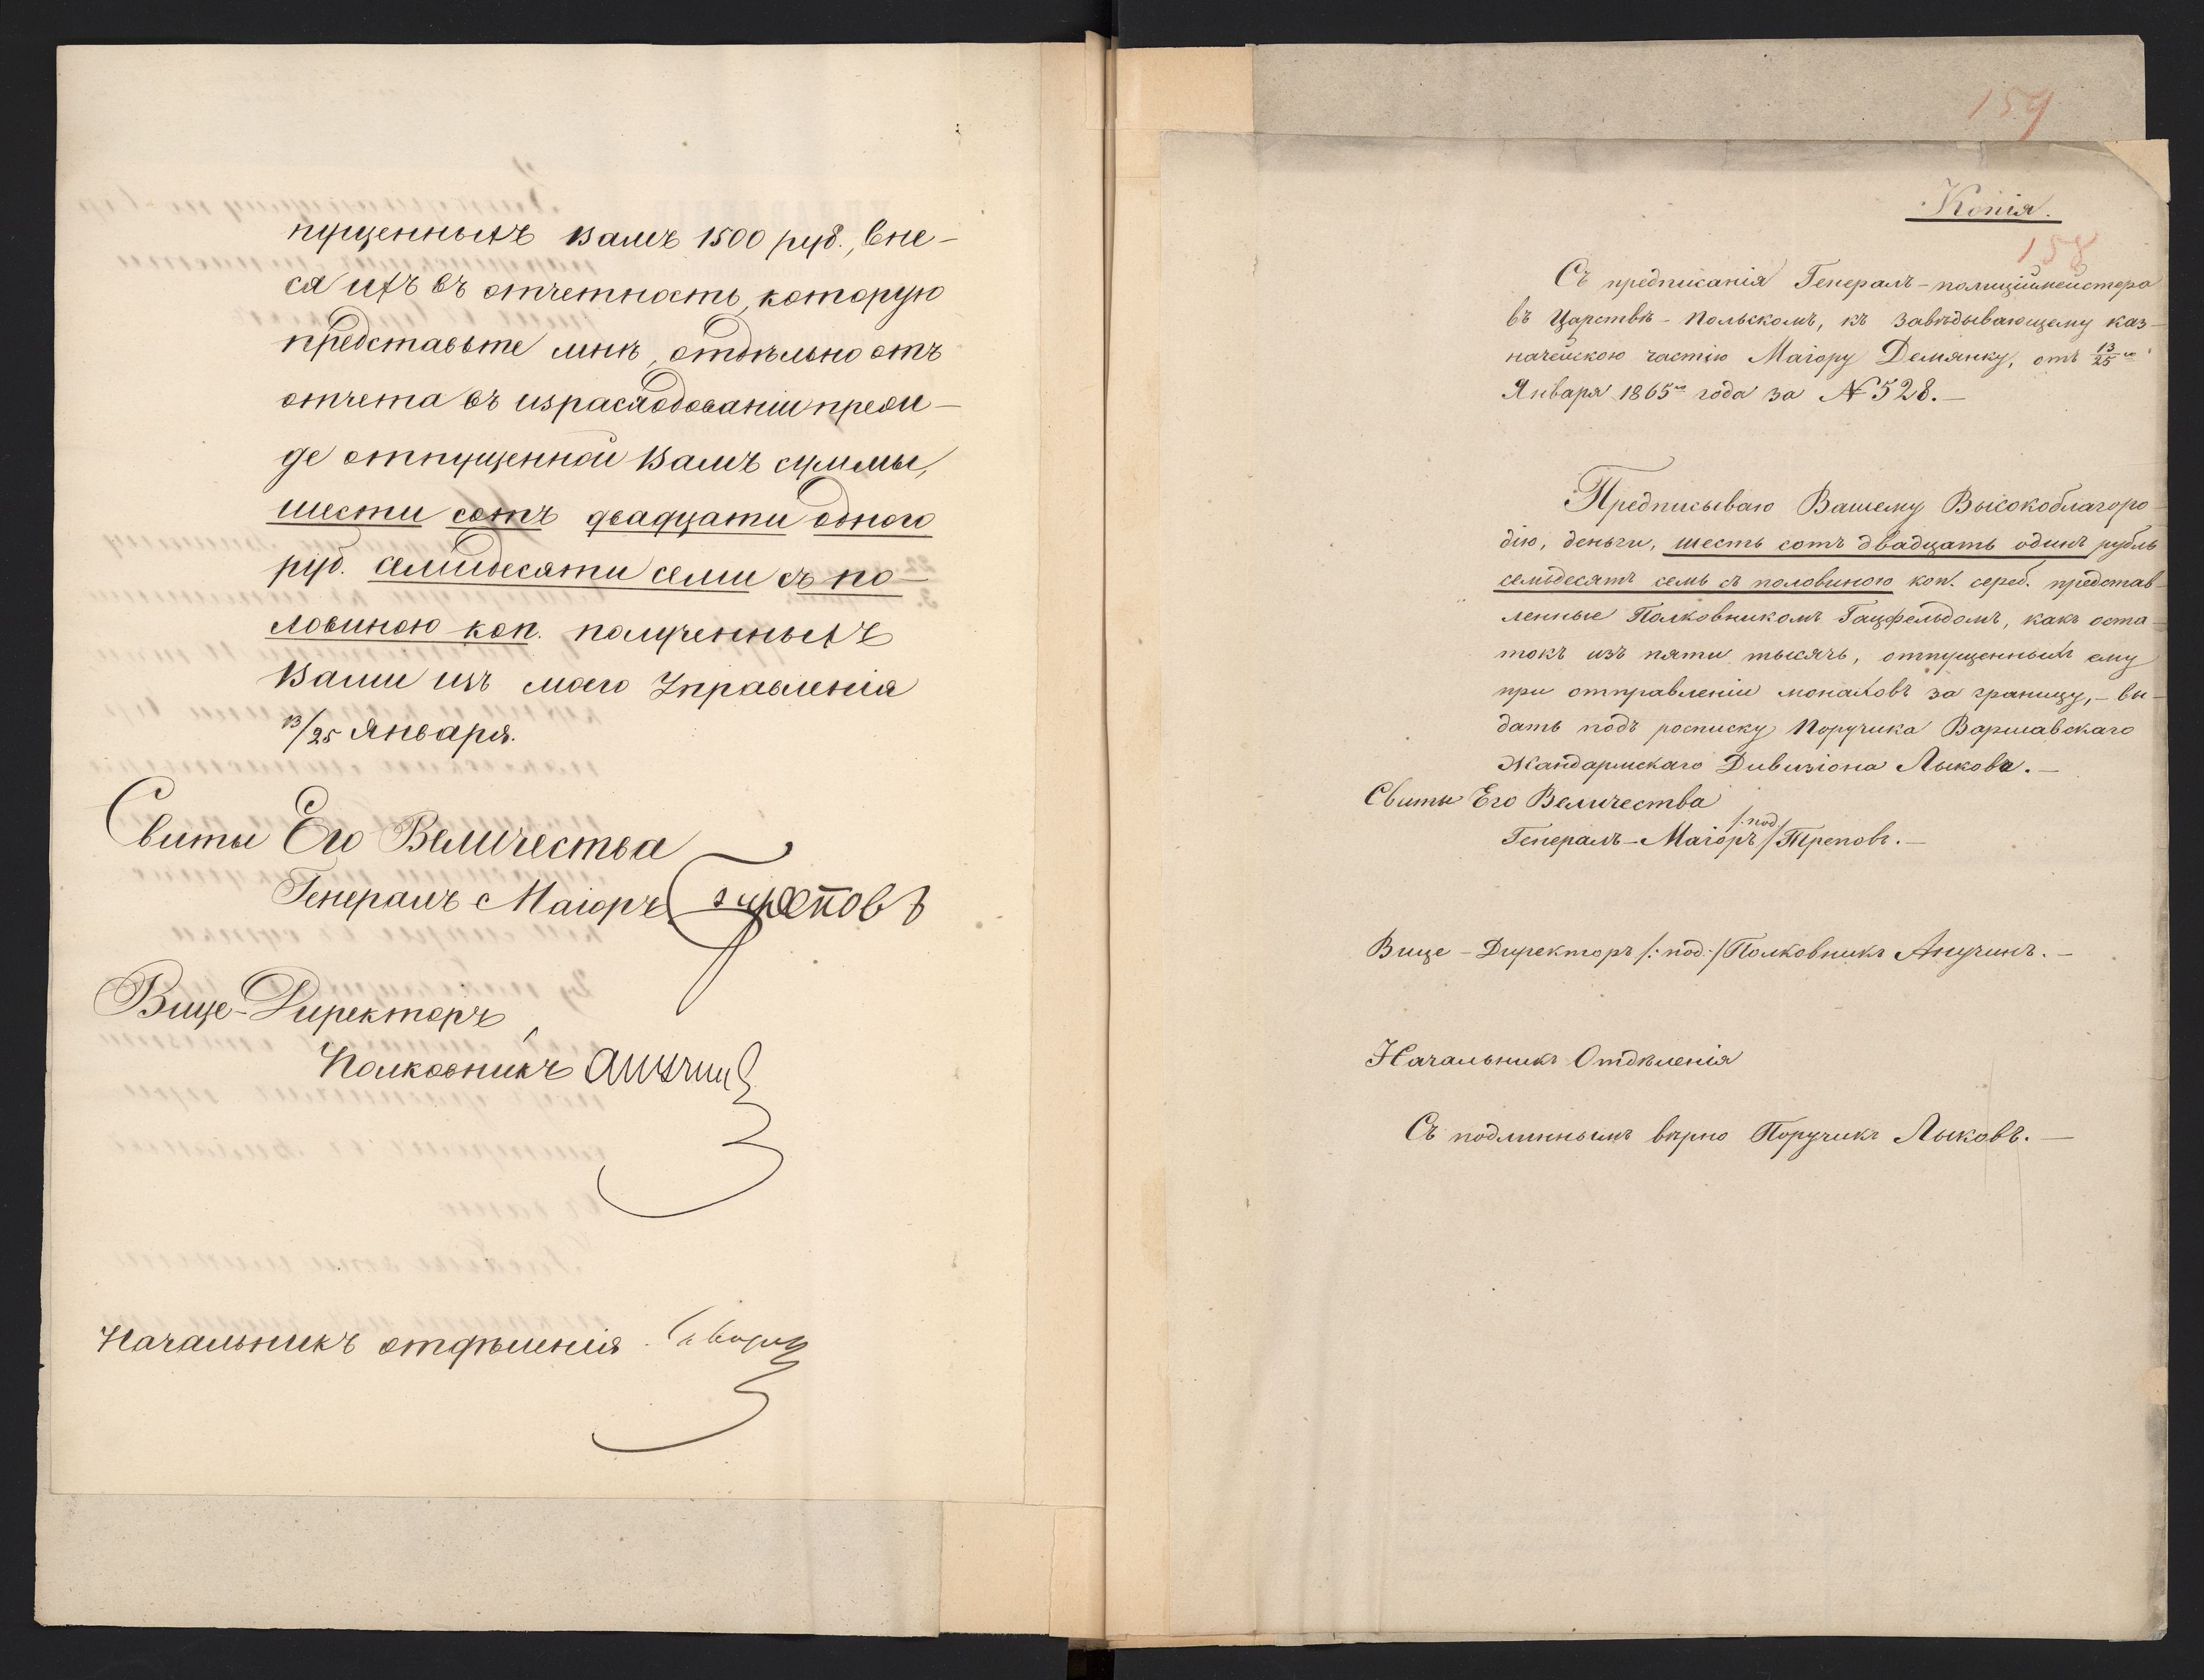 пущенныхъ Вамъ 1500 руб., вне-
ся ихъ въ отчетность, которую
представьте мнѣ, отдѣльно отъ
отчета въ израсходованіи преж-
де отпущенной Вамъ суммы,
шести сотъ двадцати одного
руб. семидесяти семи съ по-
ловиною коп. полученныхъ
Вами изъ моего Управленія
13/25 Января.
Свиты Его Величества
Генералъ Маіоръ Треповъ
Вице-Директоръ,
Полковникъ Анучинъ
Начальникъ отдѣленія
159
Копія.
158
Съ предписанія Генералъ-полиціймейстера
въ Царствѣ-Польскомъ, къ завѣдывающему каз-
начейскою частію Маіору Демянку, отъ 13/25го
Января 1865го года за № 528.—
Предписываю Вашему Высокоблагоро-
дію, деньги, шесть сотъ двадцать одинъ рубль
семьдесятъ семь съ половиною коп. сереб. представ-
ленные Полковникомъ Гацфельдомъ, какъ оста-
токъ изъ пяти тысячъ, отпущенныхъ ему
при отправленіи монаховъ за границу,- вы-
дать подъ росписку Поручика Варшавскаго
Жандармскаго Дивизіона Лыкова.—
Свиты Его Величества
Генералъ-Маіоръ /:под:/ Треповъ.—
Вице-Директоръ /:под:/ Полковникъ Анучинъ.—
Начальникъ Отдѣленія
Съ подлиннымъ вѣрно Поручикъ Лыковъ.—